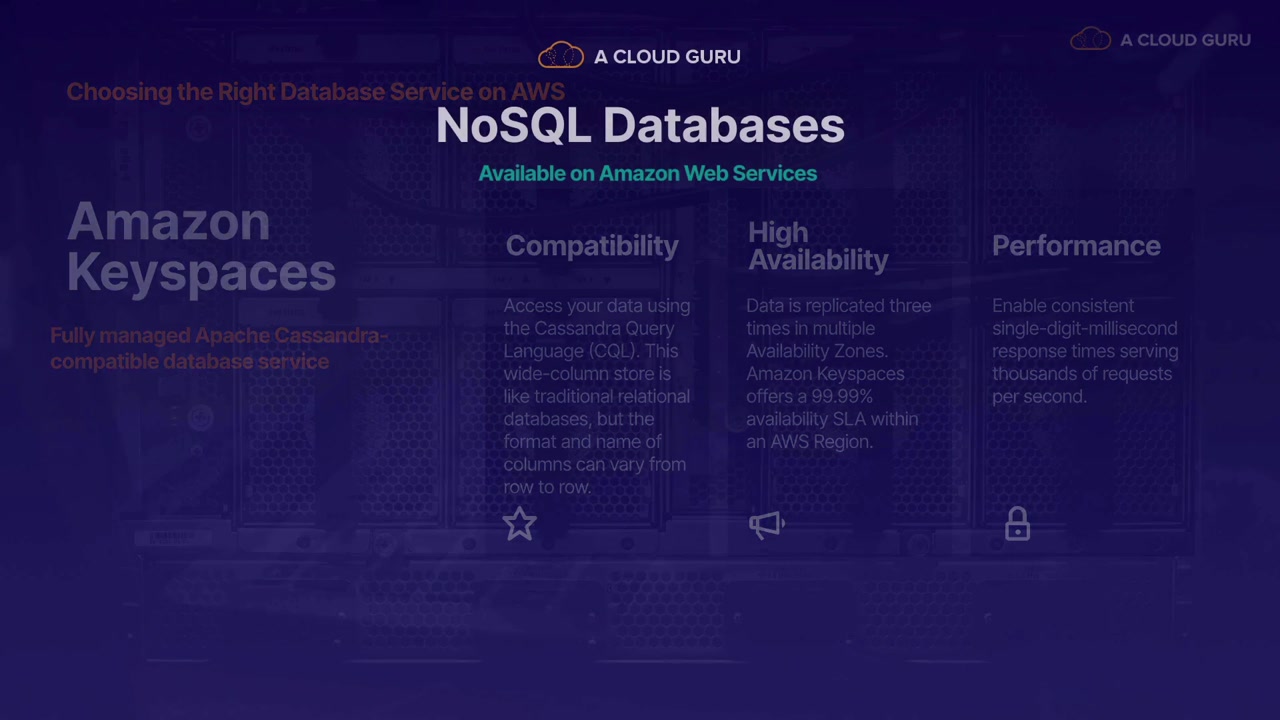 A CLOUD GURU
A CLOUD GURU
Choosing the Right Database Service on AWS
NoSQL Databases
Available on Amazon Web Services
Amazon
Keyspaces
Fully managed Apache Cassandra-
compatible database service
Compatibility
Access your data using
the Cassandra Query
Language (CQL). This
wide-column store is
like traditional relational
databases, but the
format and name of
columns can vary from
row to row.
High
Availability
Data is replicated three
times in multiple
Availability Zones.
Amazon Keyspaces
offers a 99.99%
availability SLA within
an AWS Region.
Performance
Enable consistent
single-digit-millisecond
response times serving
thousands of requests
per second.